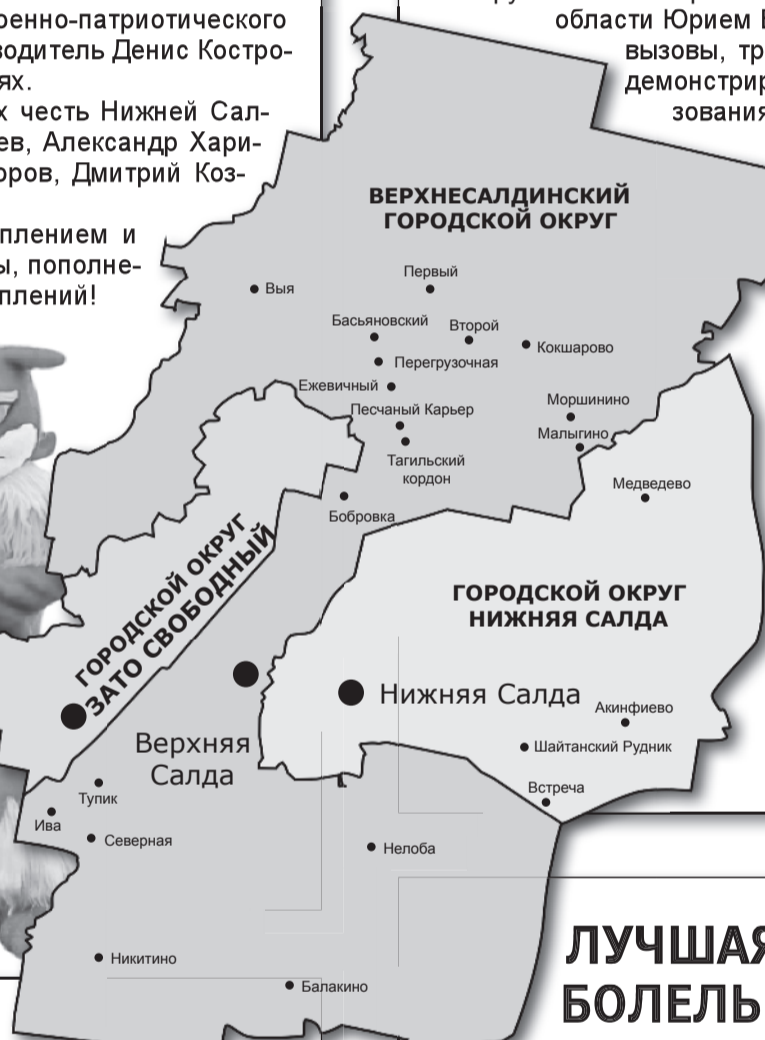 оенно-патриотического
водитель Денис Костро-
ях.
х честь Нижней Сал-
ев, Александр Хари-
оров, Дмитрий Коз-
плением и
ы, пополне-
плений!
области Юрием
вызовы, тр
демонстрир
зования
ВЕРХНЕСАЛДИНСКИЙ
ГОРОДСКОЙ ОКРУГ
Выя
Первый
Басьяновский
Второй
Кокшарово
Перегрузочная
Ежевичный
Песчаный Карьер
Моршинино
Малыгино
Тагильский
кордон
Медведево
Бобровка
ГОРОДСКОЙ ОКРУГ
ЗАТО СВОБОДНЫЙ
ГОРОДСКОЙ ОКРУГ
НИЖНЯЯ САЛДА
Нижняя Салда
Акинфиево
Шайтанский Рудник
Верхняя
Салда
Встреча
Тупик
Ива
Северная
Нелоба
Никитино
Балакино
ЛУЧШАЯ
БОЛЕЛЬ